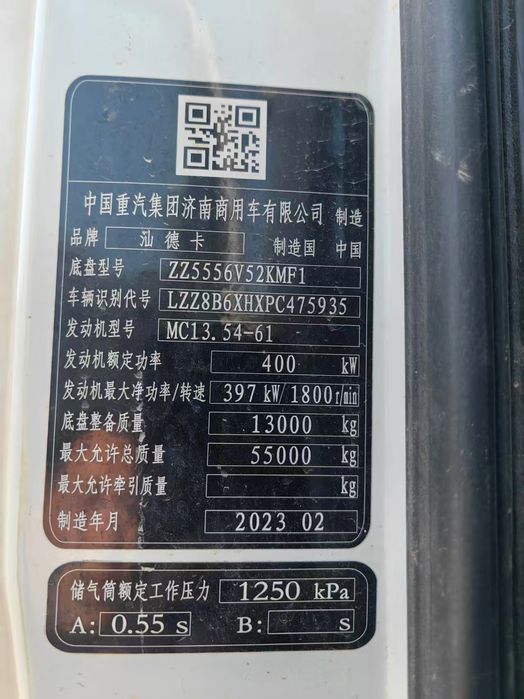 中国重汽集团济南商用车有限公司 制造
品牌 汕德卡 制造国 中国
底盘型号 ZZ5556V52KMF1
车辆识别代号 LZZ8B6XHXPC475935
发动机型号 MC13.54-61
发动机额定功率 400 kW
发动机最大净功率/转速 397 kW/1800r/min
底盘整备质量 13000 kg
最大允许总质量 55000 kg
最大允许牵引质量 kg
制造年月 2023 02
储气筒额定工作压力 1250 kPa
A: 0.55 s B: s